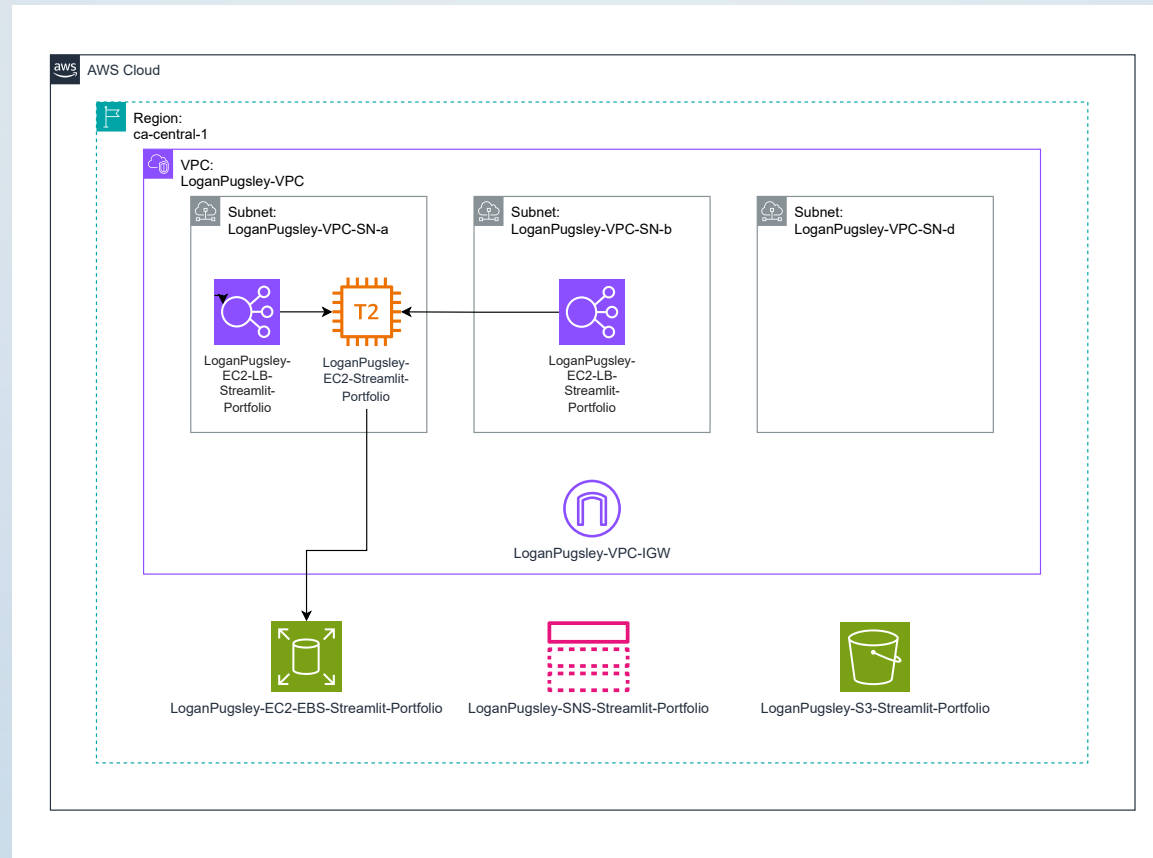 aws
AWS Cloud
Region:
ca-central-1
VPC:
LoganPugsley-VPC
Subnet:
LoganPugsley-VPC-SN-a
Subnet:
LoganPugsley-VPC-SN-b
Subnet:
LoganPugsley-VPC-SN-d
T2
LoganPugsley-
EC2-LB-
Streamlit-
Portfolio
LoganPugsley-
EC2-Streamlit-
Portfolio
LoganPugsley-
EC2-LB-
Streamlit-
Portfolio
LoganPugsley-VPC-IGW
LoganPugsley-EC2-EBS-Streamlit-Portfolio
LoganPugsley-SNS-Streamlit-Portfolio
LoganPugsley-S3-Streamlit-Portfolio